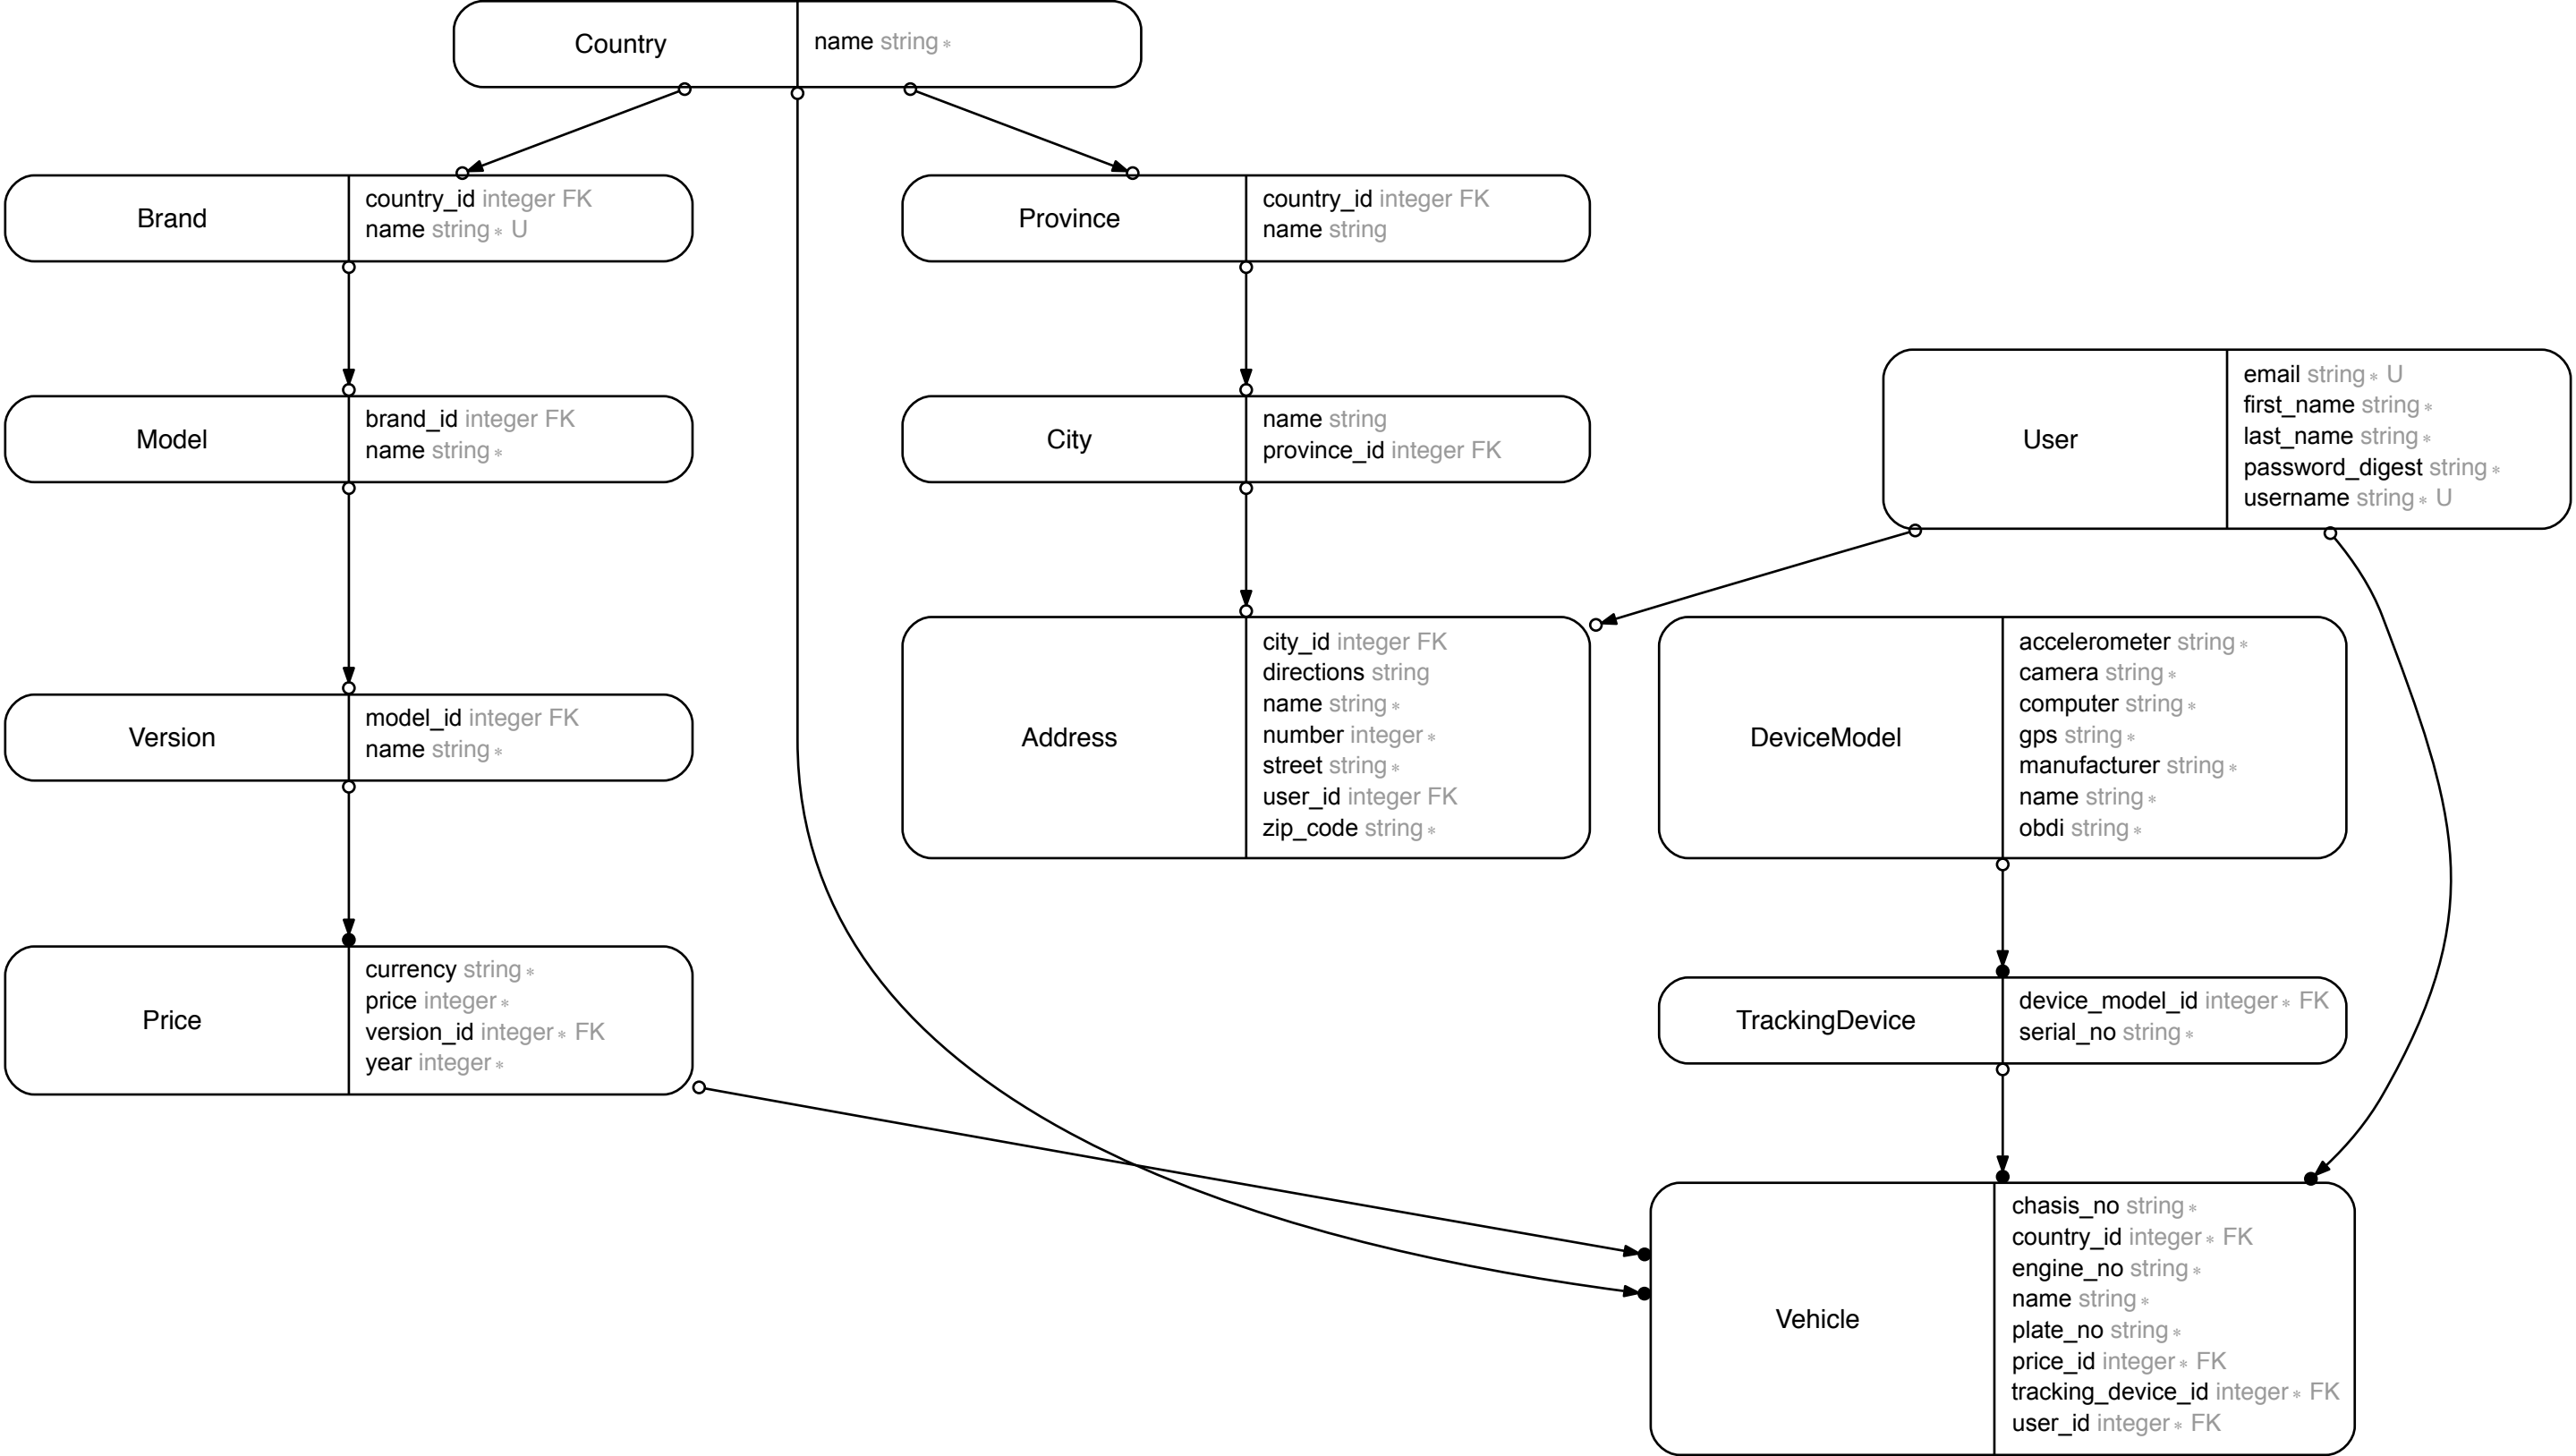 Country
name string*
Brand
country_id integer FK
name string* U
Province
country_id integer FK
name string
Model
brand_id integer FK
name string*
City
name string
province_id integer FK
User
email string* U
first_name string*
last_name string*
password_digest string*
username string* U
Version
model_id integer FK
name string*
Address
city_id integer FK
directions string
name string*
number integer*
street string*
user_id integer FK
zip_code string*
DeviceModel
accelerometer string*
camera string*
computer string*
gps string*
manufacturer string*
name string*
obdi string*
Price
currency string*
price integer*
version_id integer* FK
year integer*
TrackingDevice
device_model_id integer* FK
serial_no string*
Vehicle
chasis_no string*
country_id integer* FK
engine_no string*
name string*
plate_no string*
price_id integer* FK
tracking_device_id integer* FK
user_id integer* FK